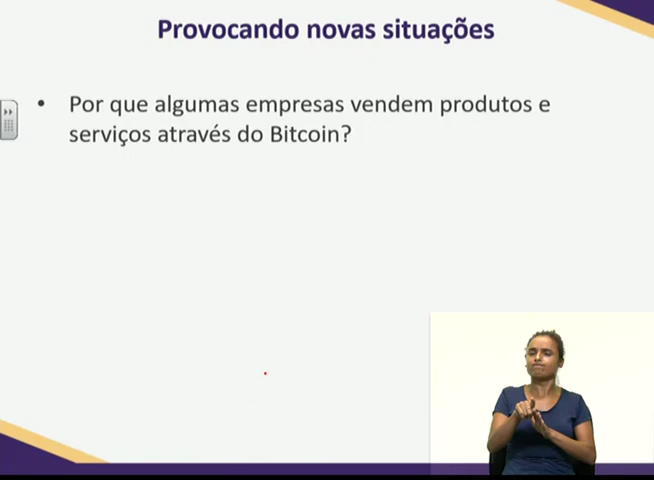 Provocando novas situações
• Por que algumas empresas vendem produtos e
serviços através do Bitcoin?